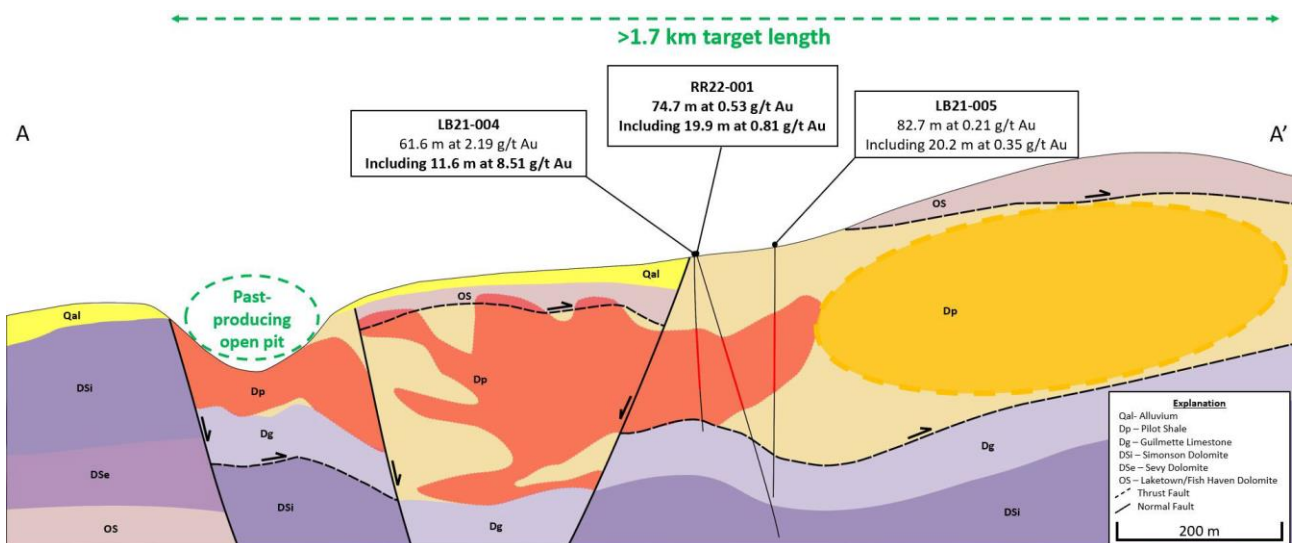 >1.7 km target length
A
LB21-004
61.6 m at 2.19 g/t Au
Including 11.6 m at 8.51 g/t Au
RR22-001
74.7 m at 0.53 g/t Au
Including 19.9 m at 0.81 g/t Au
LB21-005
82.7 m at 0.21 g/t Au
Including 20.2 m at 0.35 g/t Au
A'
OS
Qal
OS
Past-
producing
open pit
Qal
Dp
Dp
Dp
DSi
Dg
Dg
DSe
DSi
OS
Dg
DSi
Explanation
Qal- Alluvium
Dp – Pilot Shale
Dg – Guilmette Limestone
DSi – Simonson Dolomite
DSe – Sevy Dolomite
OS – Laketown/Fish Haven Dolomite
Thrust Fault
Normal Fault
200 m